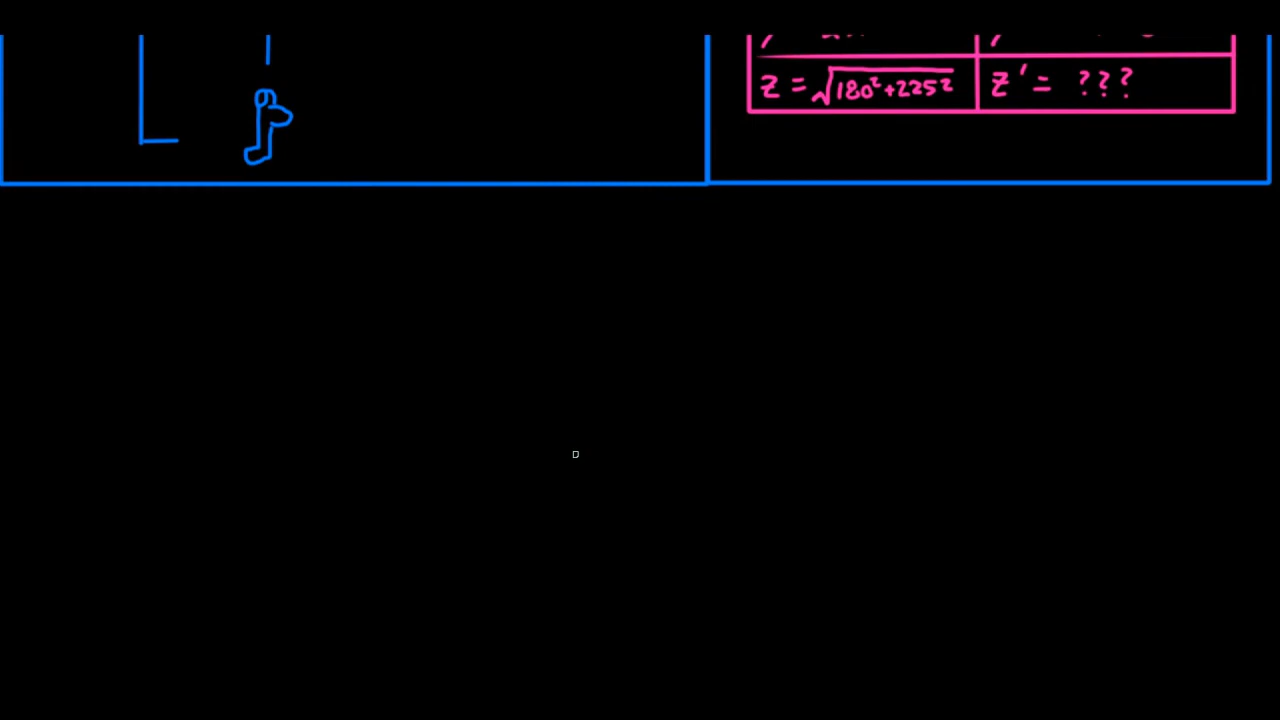 z = √180²+225² z' = ???